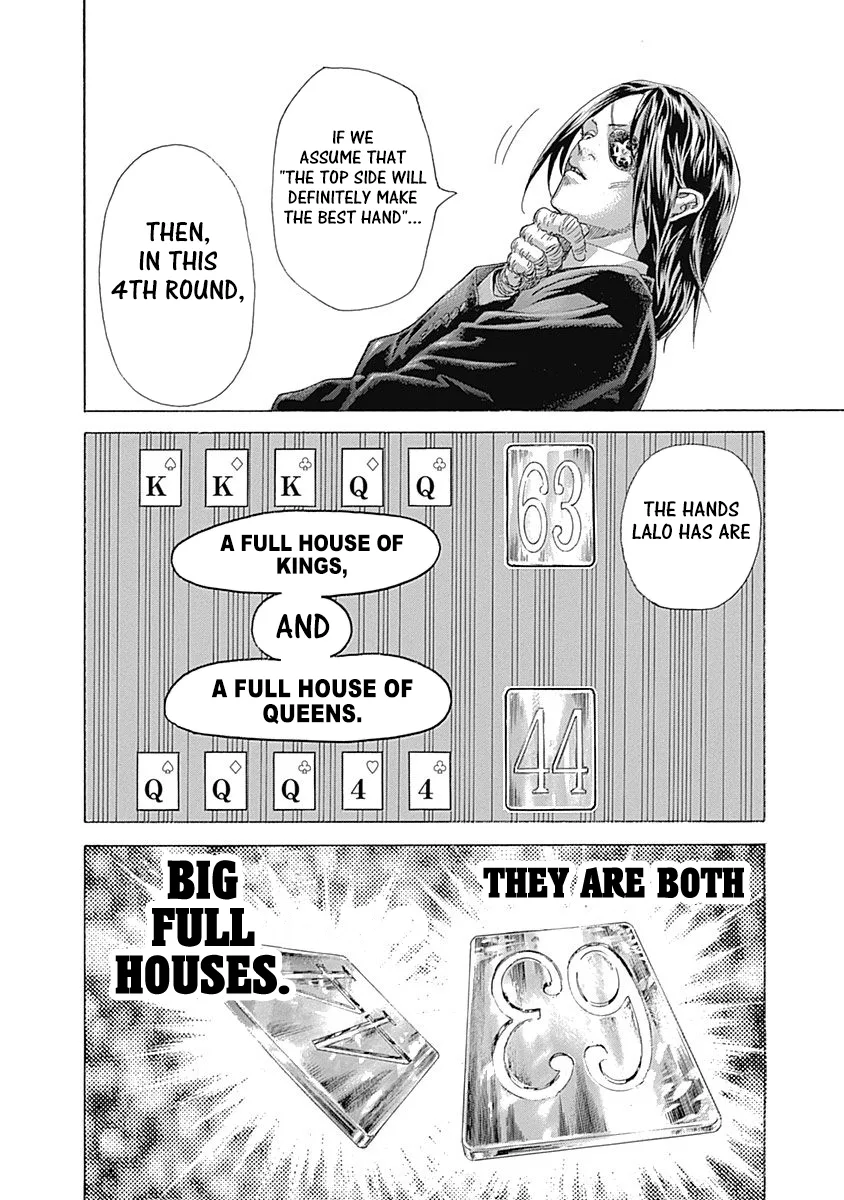 IF WE
ASSUME THAT
"THE TOP SIDE WILL
DEFINITELY MAKE
THE BEST HAND"...
THEN,
IN THIS
4TH ROUND,
THE HANDS
LALO HAS ARE
63
K♠ K♢ K♣ Q♢ Q♣
A FULL HOUSE OF
KINGS,
AND
A FULL HOUSE OF
QUEENS.
44
Q♠ Q♢ Q♣ 4♡ 4♣
THEY ARE BOTH
BIG
FULL
HOUSES.
63
44